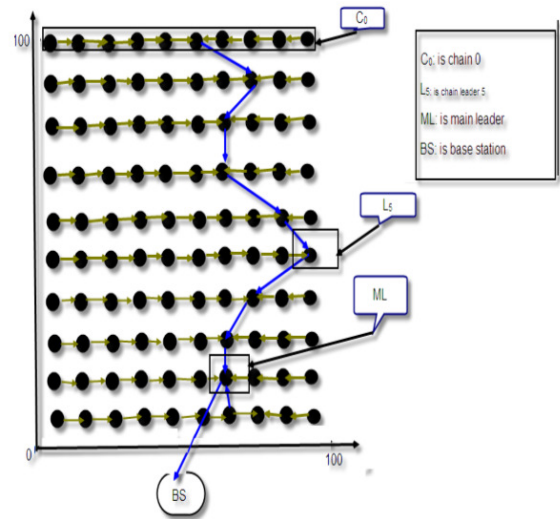 C₀
100
C₀: is chain 0
L₅: is chain leader 5
ML: is main leader
BS: is base station
L₅
ML
0
100
BS